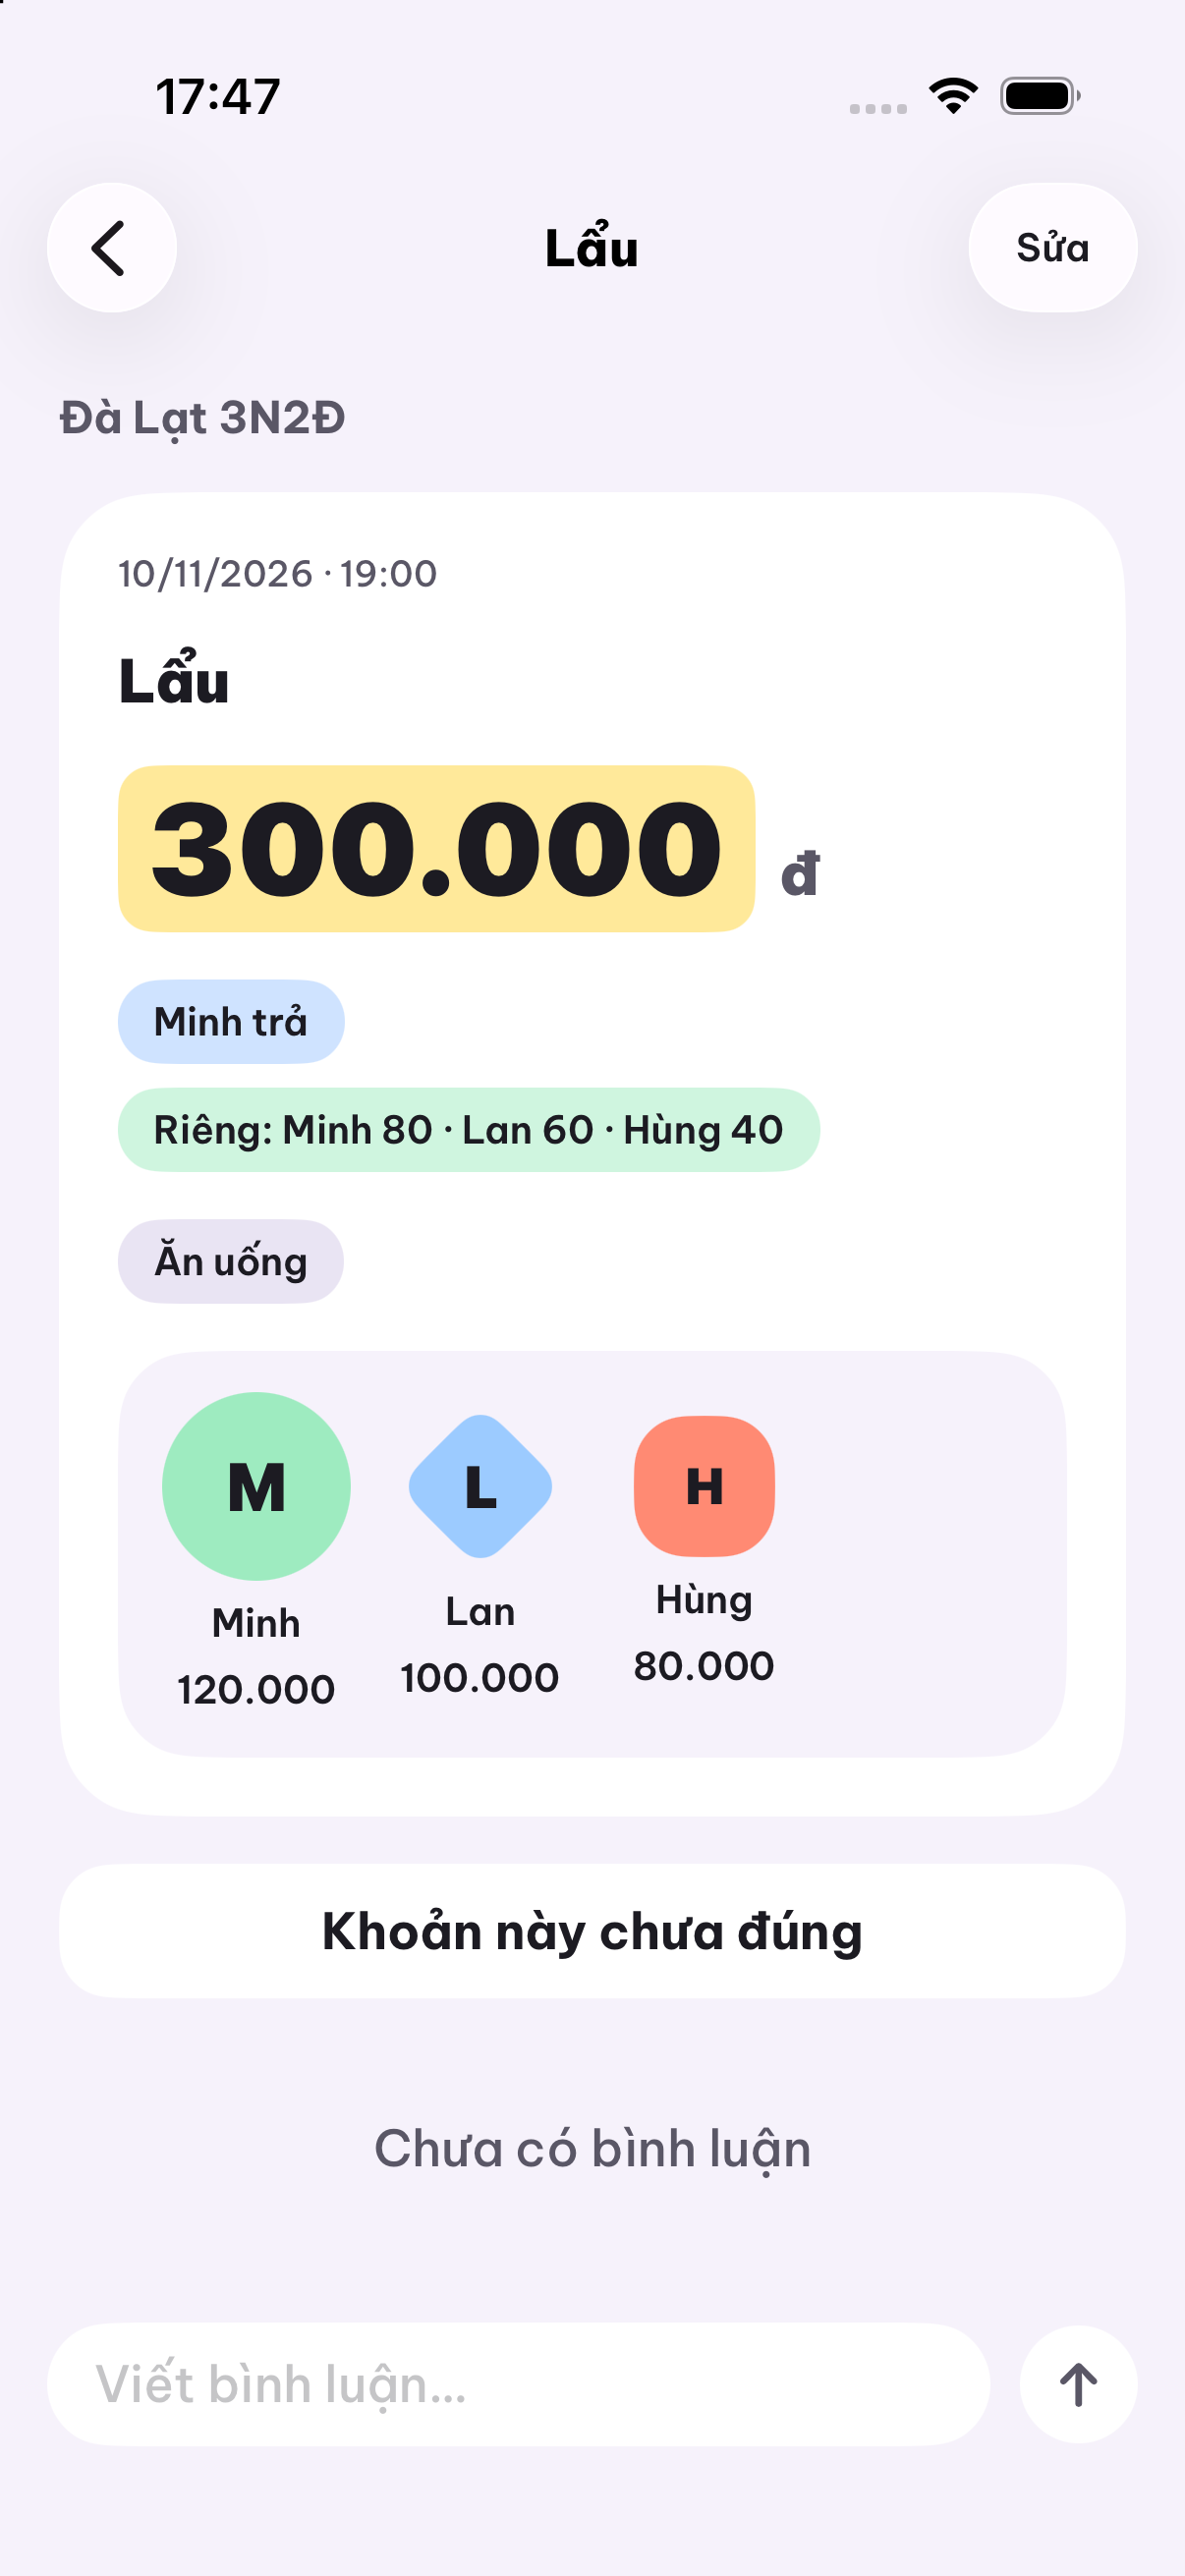 17:47
Lẩu
Sửa
Đà Lạt 3N2Đ
10/11/2026 · 19:00
Lẩu
300.000 đ
Minh trả
Riêng: Minh 80 · Lan 60 · Hùng 40
Ăn uống
M L H
Minh Lan Hùng
120.000 100.000 80.000
Khoản này chưa đúng
Chưa có bình luận
Viết bình luận...